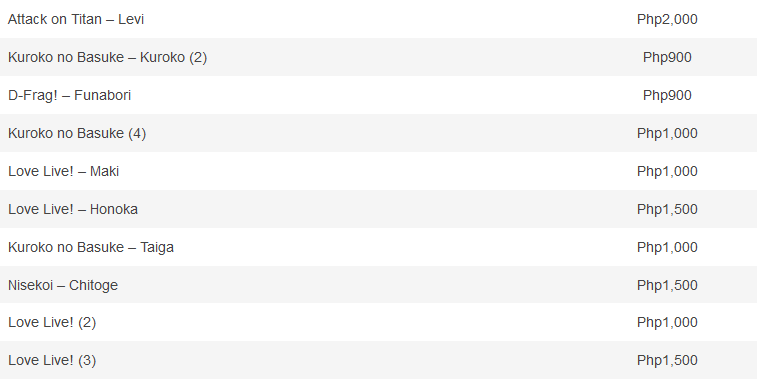 Attack on Titan – Levi Php2,000
Kuroko no Basuke – Kuroko (2) Php900
D-Frag! – Funabori Php900
Kuroko no Basuke (4) Php1,000
Love Live! – Maki Php1,000
Love Live! – Honoka Php1,500
Kuroko no Basuke – Taiga Php1,000
Nisekoi – Chitoge Php1,500
Love Live! (2) Php1,000
Love Live! (3) Php1,500